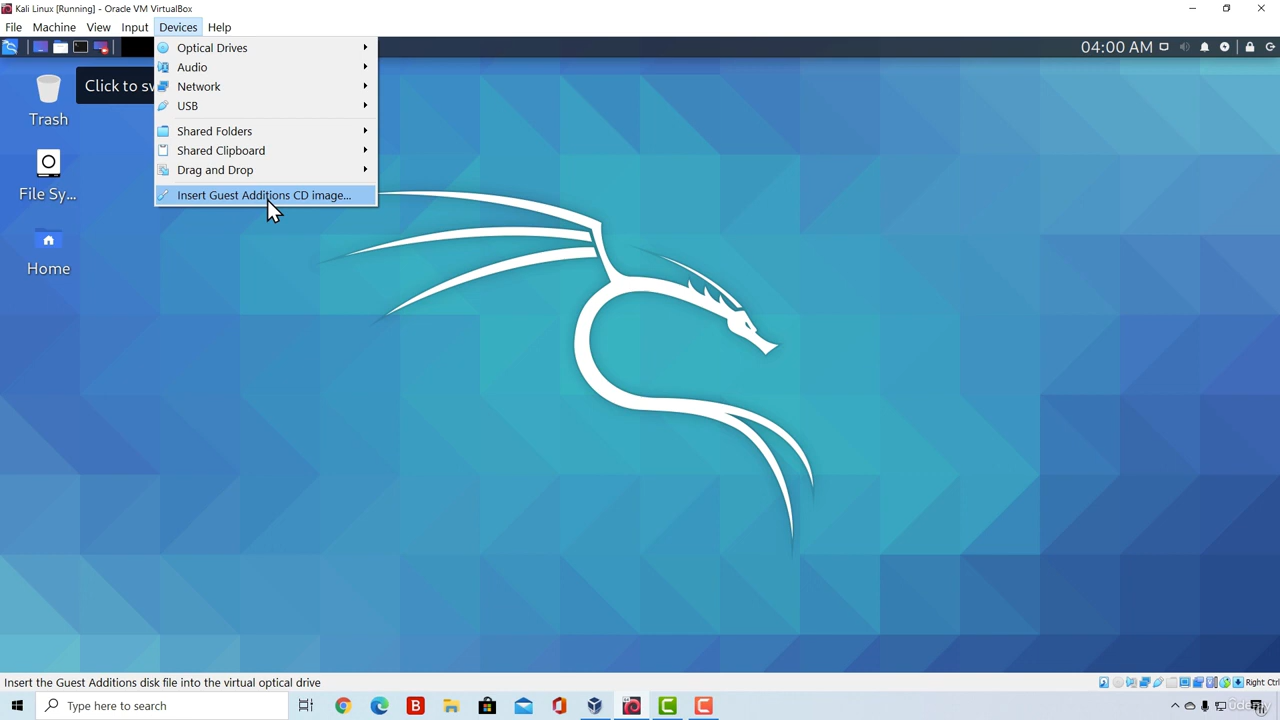 Kali Linux [Running] - Oracle VM VirtualBox
File Machine View Input Devices Help
04:00 AM
Optical Drives
Audio
Network
USB
Shared Folders
Shared Clipboard
Drag and Drop
Insert Guest Additions CD image...
Click to sw
Trash
File Sy...
Home
Insert the Guest Additions disk file into the virtual optical drive
Right Ctrl
Type here to search
B
Udemy